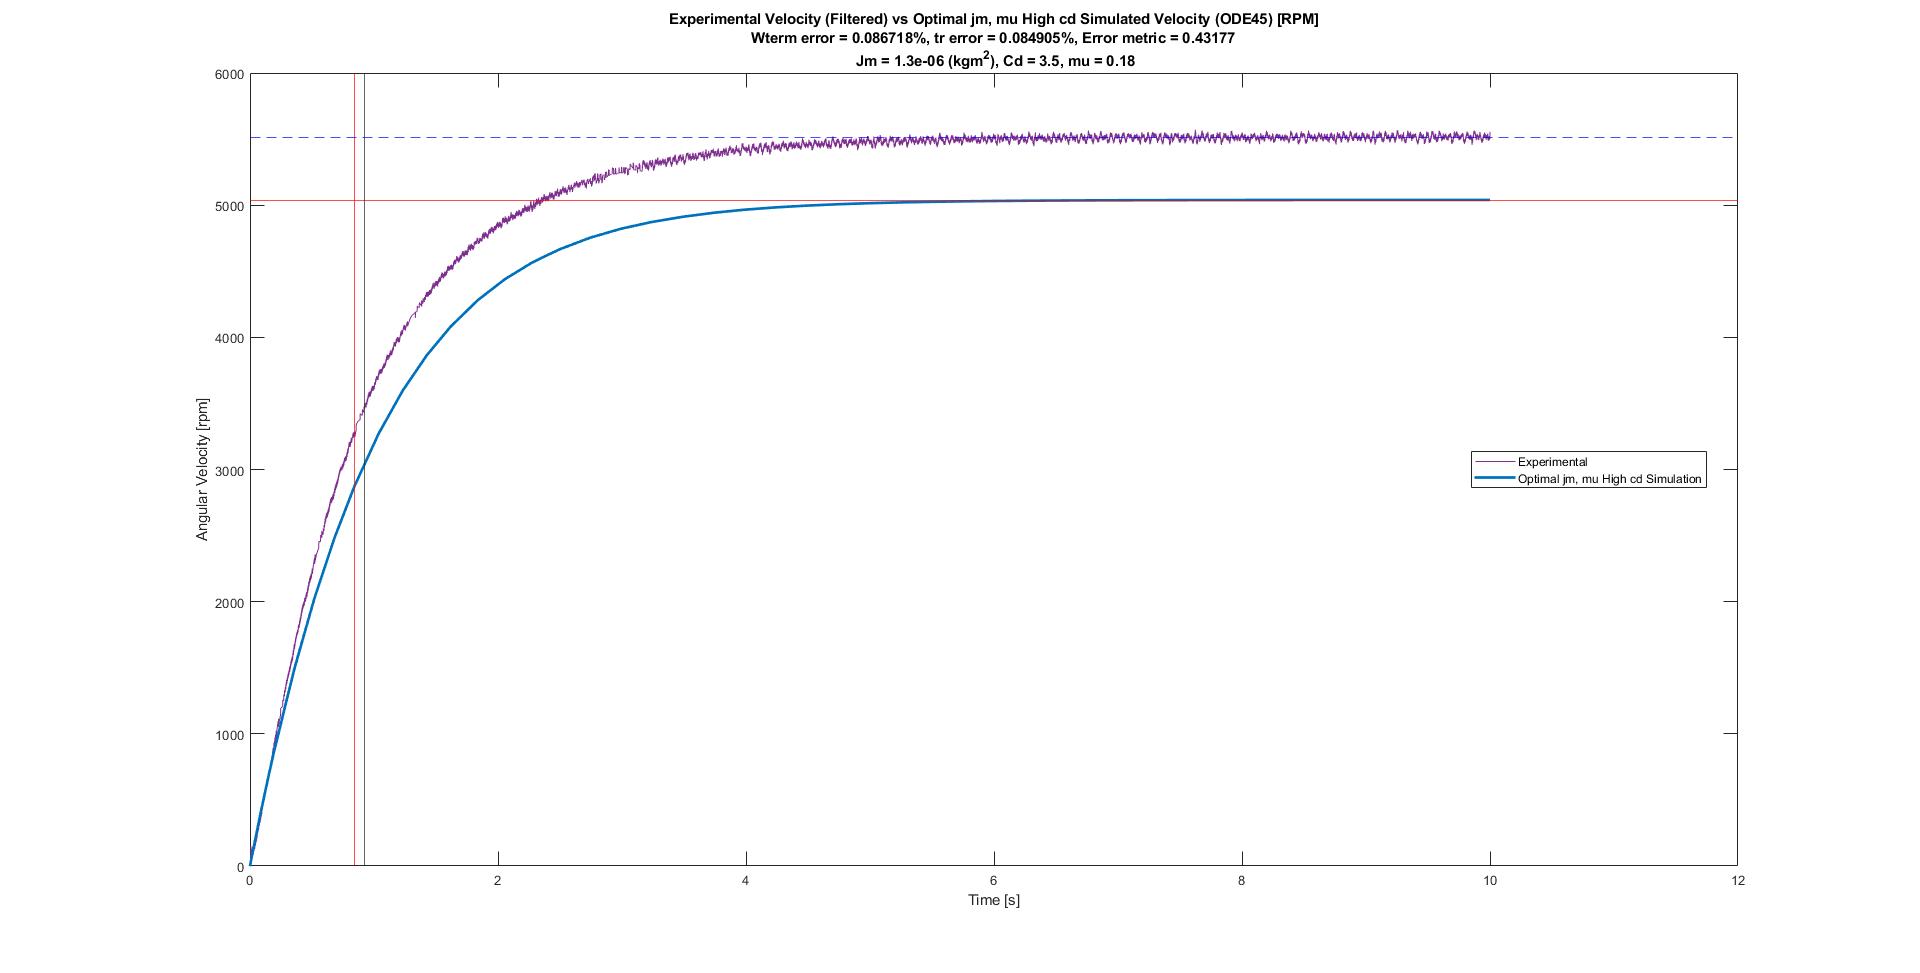 Experimental Velocity (Filtered) vs Optimal jm, mu High cd Simulated Velocity (ODE45) [RPM]
Wterm error = 0.086718%, tr error = 0.084905%, Error metric = 0.43177
Jm = 1.3e-06 (kgm²), Cd = 3.5, mu = 0.18
6000
5000
4000
3000
2000
1000
0
Angular Velocity [rpm]
Experimental
Optimal jm, mu High cd Simulation
0 2 4 6 8 10 12
Time [s]